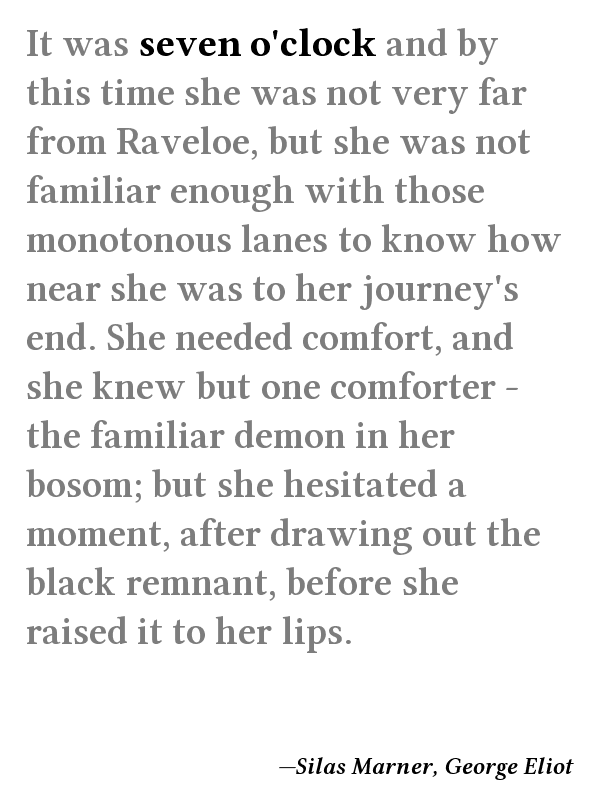 It was seven o'clock and by
this time she was not very far
from Raveloe, but she was not
familiar enough with those
monotonous lanes to know how
near she was to her journey's
end. She needed comfort, and
she knew but one comforter -
the familiar demon in her
bosom; but she hesitated a
moment, after drawing out the
black remnant, before she
raised it to her lips.
—Silas Marner, George Eliot